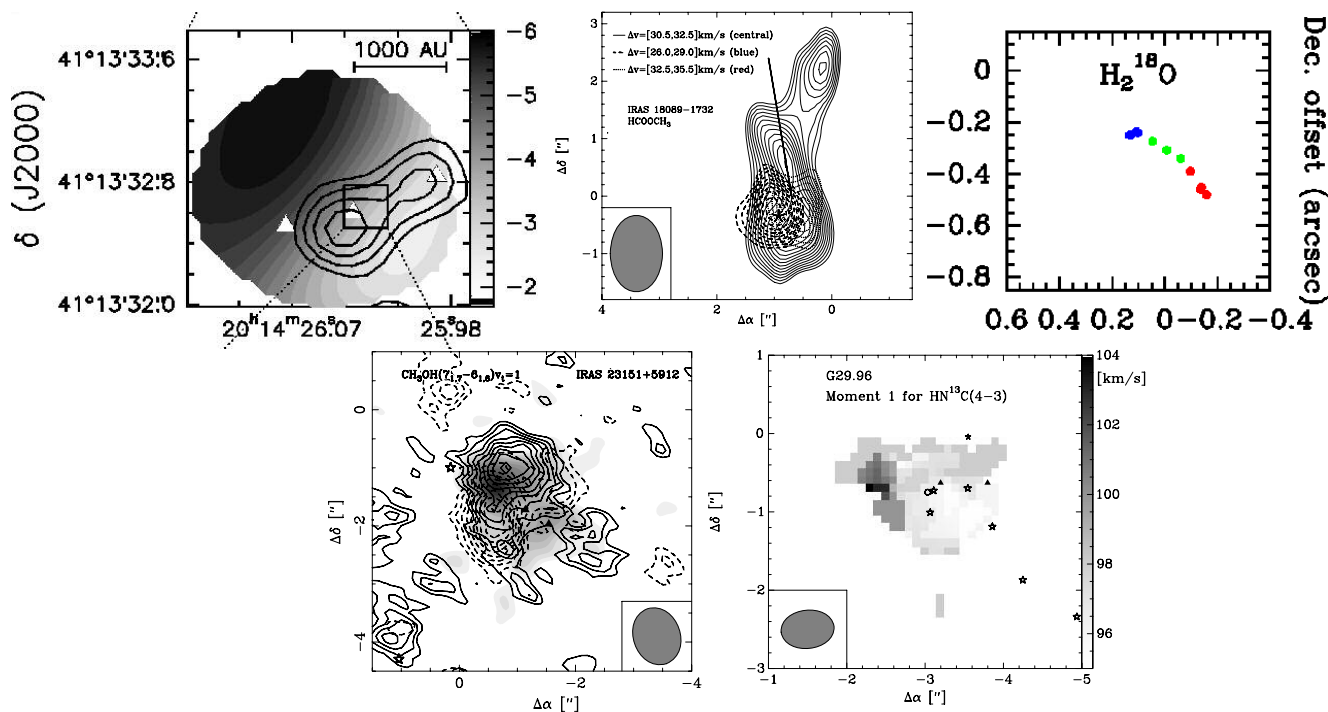 δ (J2000)
41°13′33″.6
41°13′32″.8
41°13′32″.0
1000 AU
-6
-5
-4
-3
-2
20ʰ14ᵐ26ˢ.07
25ˢ.98
Δv=[30.5,32.5]km/s (central)
Δv=[26.0,29.0]km/s (blue)
Δv=[32.5,35.5]km/s (red)
IRAS 18089-1732
HCOOCH₃
Δδ ["]
3
2
1
0
-1
4
2
0
Δα ["]
H₂¹⁸O
0
-0.2
-0.4
-0.6
-0.8
0.6 0.4 0.2 0 -0.2 -0.4
Dec. offset (arcsec)
CH₃OH(7₁,₇-6₁,₆)vₜ=1
IRAS 23151+5912
Δδ ["]
0
-2
-4
0
-2
-4
Δα ["]
G29.96
Moment 1 for HN¹³C(4-3)
Δδ ["]
1
0
-1
-2
-3
-1
-2
-3
-4
-5
Δα ["]
104
[km/s]
102
100
98
96